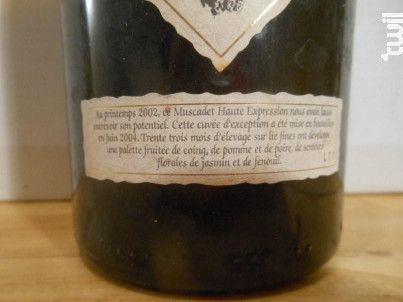 Au printemps 2002, ce Muscadet Haute Expression nous avait laissé
entrevoir son potentiel. Cette cuvée d'exception a été mise en bouteilles
en Juin 2004. Trente trois mois d'élevage sur lie fines ont développé
une palette fruitée de coing, de pomme et de poire, de senteurs
florales de jasmin et de fenouil.
twil